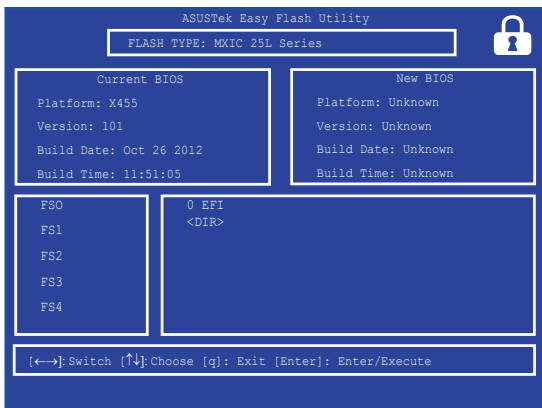 ASUSTek Easy Flash Utility
FLASH TYPE: MXIC 25L Series
Current BIOS
Platform: X455
Version: 101
Build Date: Oct 26 2012
Build Time: 11:51:05
New BIOS
Platform: Unknown
Version: Unknown
Build Date: Unknown
Build Time: Unknown
FSO
FS1
FS2
FS3
FS4
0 EFI
<DIR>
[←→]: Switch [↑↓]: Choose [q]: Exit [Enter]: Enter/Execute